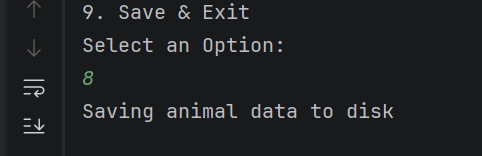 9. Save & Exit
Select an Option:
8
Saving animal data to disk